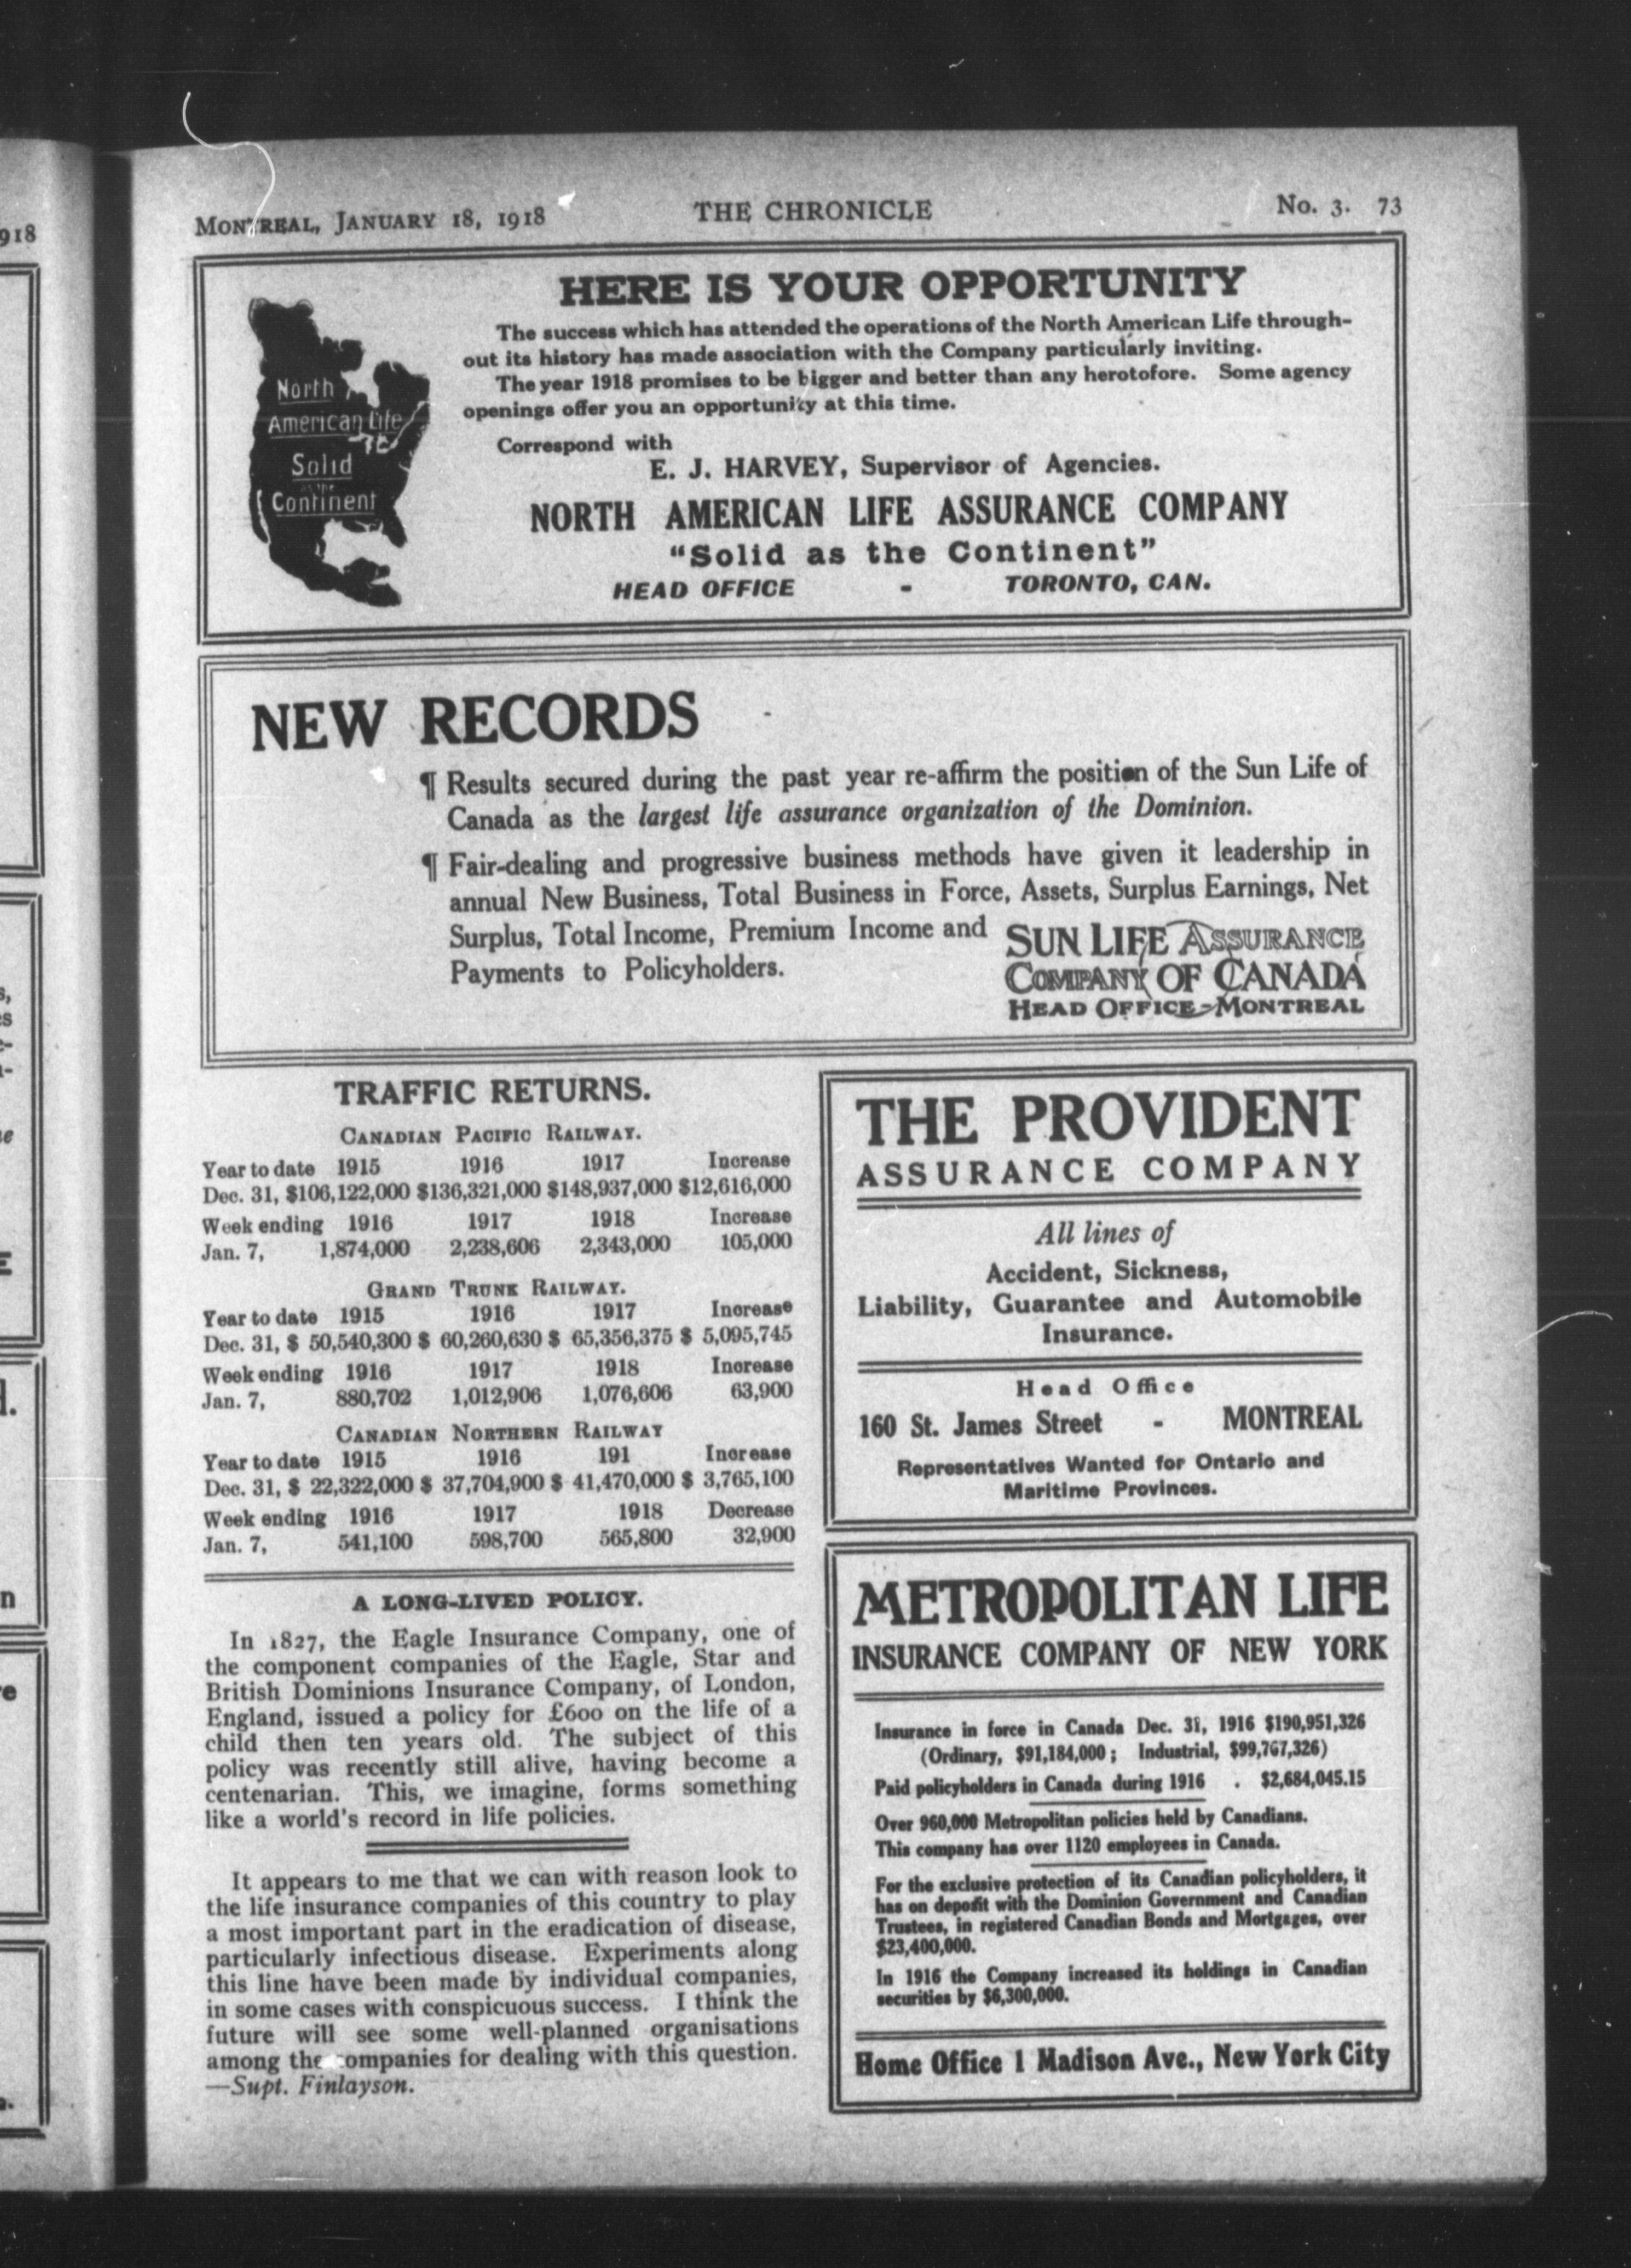 MONTREAL, JANUARY 18, 1918 THE CHRONICLE No. 3. 73
HERE IS YOUR OPPORTUNITY
The success which has attended the operations of the North American Life through-
out its history has made association with the Company particularly inviting.
The year 1918 promises to be bigger and better than any herotofore. Some agency
openings offer you an opportunity at this time.
Correspond with
E. J. HARVEY, Supervisor of Agencies.
NORTH AMERICAN LIFE ASSURANCE COMPANY
"Solid as the Continent"
HEAD OFFICE - TORONTO, CAN.
North
American Life
Solid
as the
Continent
NEW RECORDS
¶ Results secured during the past year re-affirm the position of the Sun Life of
Canada as the largest life assurance organization of the Dominion.
¶ Fair-dealing and progressive business methods have given it leadership in
annual New Business, Total Business in Force, Assets, Surplus Earnings, Net
Surplus, Total Income, Premium Income and
Payments to Policyholders.
SUN LIFE ASSURANCE
COMPANY OF CANADA
HEAD OFFICE-MONTREAL
TRAFFIC RETURNS.
CANADIAN PACIFIC RAILWAY.
Year to date 1915 1916 1917 Increase
Dec. 31, $106,122,000 $136,321,000 $148,937,000 $12,616,000
Week ending 1916 1917 1918 Increase
Jan. 7, 1,874,000 2,238,606 2,343,000 105,000
GRAND TRUNK RAILWAY.
Year to date 1915 1916 1917 Increase
Dec. 31, $ 50,540,300 $ 60,260,630 $ 65,356,375 $ 5,095,745
Week ending 1916 1917 1918 Increase
Jan. 7, 880,702 1,012,906 1,076,606 63,900
CANADIAN NORTHERN RAILWAY
Year to date 1915 1916 191 Increase
Dec. 31, $ 22,322,000 $ 37,704,900 $ 41,470,000 $ 3,765,100
Week ending 1916 1917 1918 Decrease
Jan. 7, 541,100 598,700 565,800 32,900
A LONG-LIVED POLICY.
In 1827, the Eagle Insurance Company, one of
the component companies of the Eagle, Star and
British Dominions Insurance Company, of London,
England, issued a policy for £600 on the life of a
child then ten years old. The subject of this
policy was recently still alive, having become a
centenarian. This, we imagine, forms something
like a world's record in life policies.
It appears to me that we can with reason look to
the life insurance companies of this country to play
a most important part in the eradication of disease,
particularly infectious disease. Experiments along
this line have been made by individual companies,
in some cases with conspicuous success. I think the
future will see some well-planned organisations
among the companies for dealing with this question.
—Supt. Finlayson.
THE PROVIDENT
ASSURANCE COMPANY
All lines of
Accident, Sickness,
Liability, Guarantee and Automobile
Insurance.
Head Office
160 St. James Street - MONTREAL
Representatives Wanted for Ontario and
Maritime Provinces.
METROPOLITAN LIFE
INSURANCE COMPANY OF NEW YORK
Insurance in force in Canada Dec. 31, 1916 $190,951,326
(Ordinary, $91,184,000; Industrial, $99,767,326)
Paid policyholders in Canada during 1916 . $2,684,045.15
Over 960,000 Metropolitan policies held by Canadians.
This company has over 1120 employees in Canada.
For the exclusive protection of its Canadian policyholders, it
has on deposit with the Dominion Government and Canadian
Trustees, in registered Canadian Bonds and Mortgages, over
$23,400,000.
In 1916 the Company increased its holdings in Canadian
securities by $6,300,000.
Home Office 1 Madison Ave., New York City